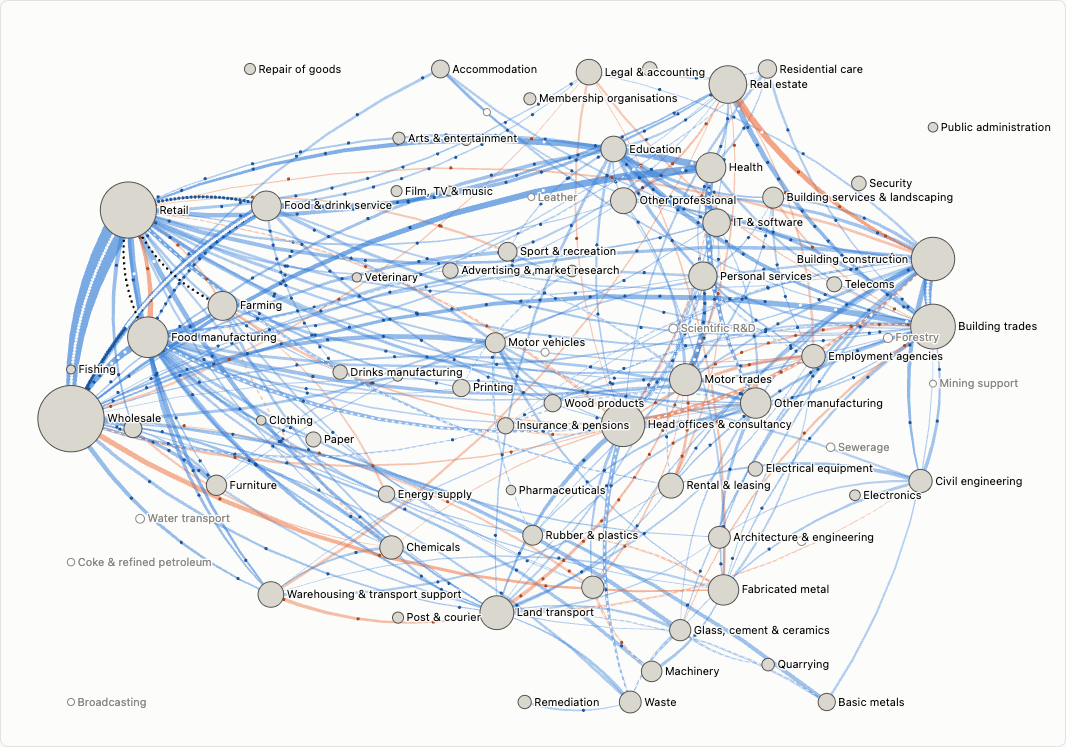 Repair of goods
Accommodation
Legal & accounting
Residential care
Real estate
Membership organisations
Public administration
Arts & entertainment
Education
Health
Security
Film, TV & music
Leather
Other professional
Building services & landscaping
Retail
Food & drink service
IT & software
Sport & recreation
Building construction
Advertising & market research
Veterinary
Personal services
Telecoms
Farming
Building trades
Scientific R&D
Food manufacturing
Forestry
Motor vehicles
Employment agencies
Fishing
Drinks manufacturing
Motor trades
Mining support
Printing
Wood products
Other manufacturing
Wholesale
Clothing
Insurance & pensions
Head offices & consultancy
Paper
Sewerage
Electrical equipment
Furniture
Rental & leasing
Civil engineering
Energy supply
Pharmaceuticals
Electronics
Water transport
Rubber & plastics
Architecture & engineering
Chemicals
Coke & refined petroleum
Fabricated metal
Warehousing & transport support
Land transport
Post & courier
Glass, cement & ceramics
Quarrying
Machinery
Broadcasting
Remediation
Waste
Basic metals